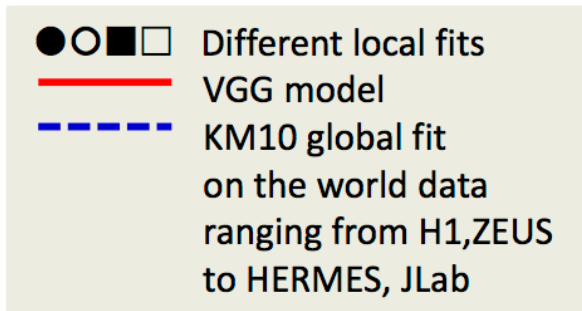 Different local fits
VGG model
KM10 global fit
on the world data
ranging from H1,ZEUS
to HERMES, JLab